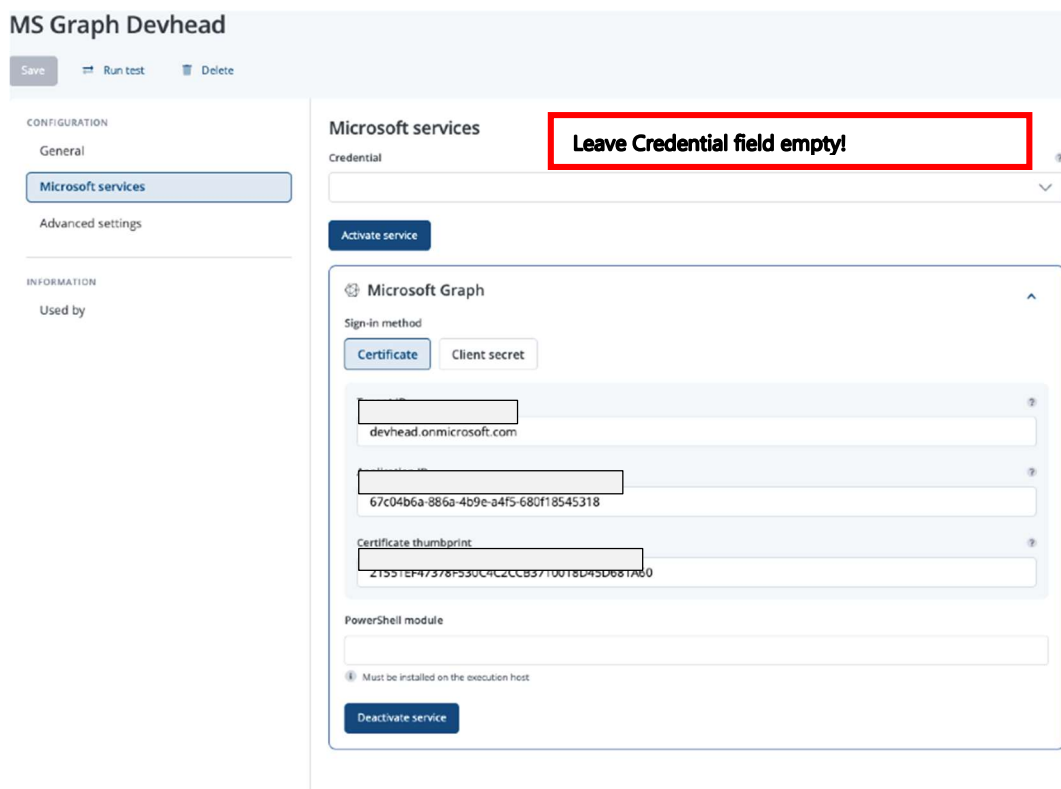 MS Graph Devhead
Save Run test Delete
CONFIGURATION
General
Microsoft services
Advanced settings
INFORMATION
Used by
Microsoft services
Leave Credential field empty!
Credential
Activate service
Microsoft Graph
Sign-in method
Certificate Client secret
devhead.onmicrosoft.com
67c04b6a-886a-4b9e-a4f5-680f18545318
Certificate thumbprint
PowerShell module
Must be installed on the execution host
Deactivate service